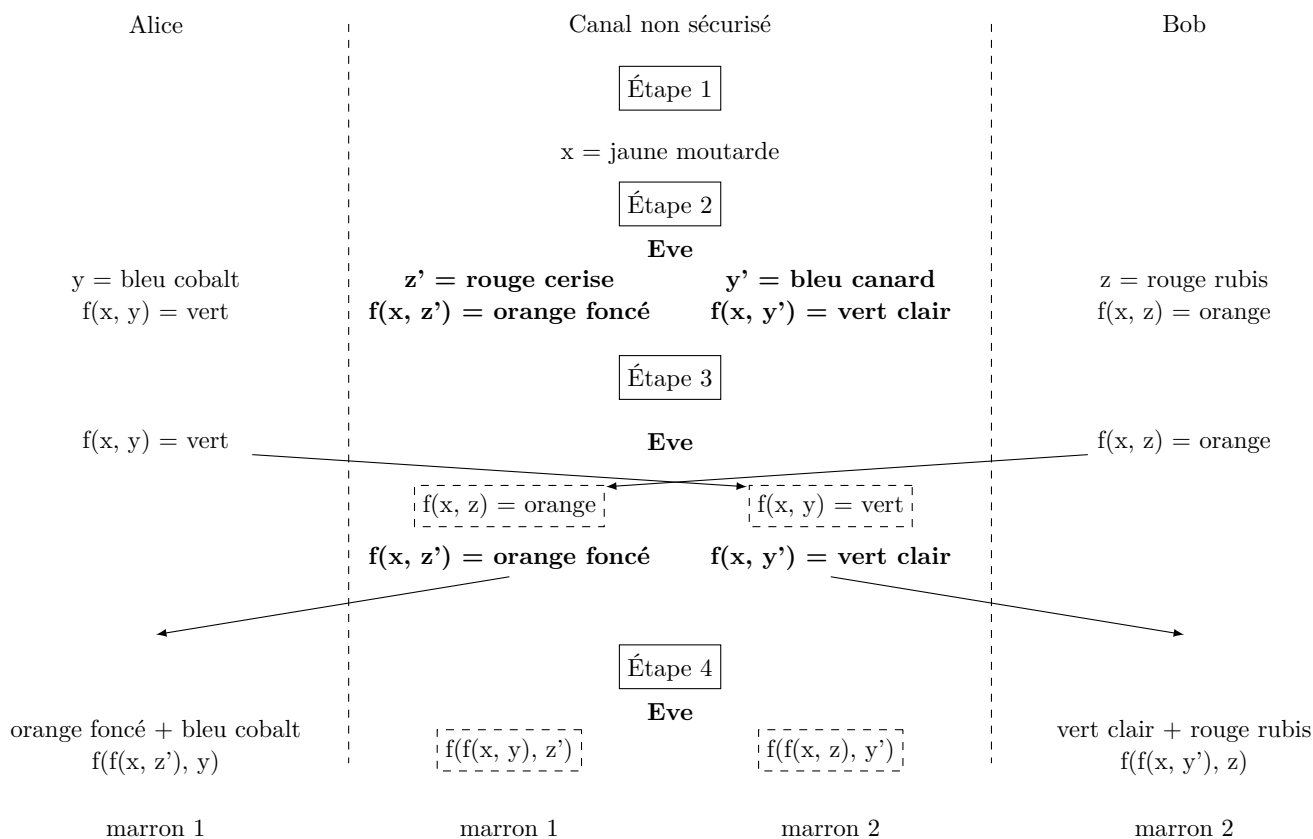 Alice Canal non sécurisé Bob
Étape 1
x = jaune moutarde
Étape 2
Eve
y = bleu cobalt z' = rouge cerise y' = bleu canard z = rouge rubis
f(x, y) = vert f(x, z') = orange foncé f(x, y') = vert clair f(x, z) = orange
Étape 3
f(x, y) = vert Eve f(x, z) = orange
f(x, z) = orange f(x, y) = vert
f(x, z') = orange foncé f(x, y') = vert clair
Étape 4
Eve
orange foncé + bleu cobalt vert clair + rouge rubis
f(f(x, z'), y) f(f(x, y), z') f(f(x, z), y') f(f(x, y'), z)
marron 1 marron 1 marron 2 marron 2